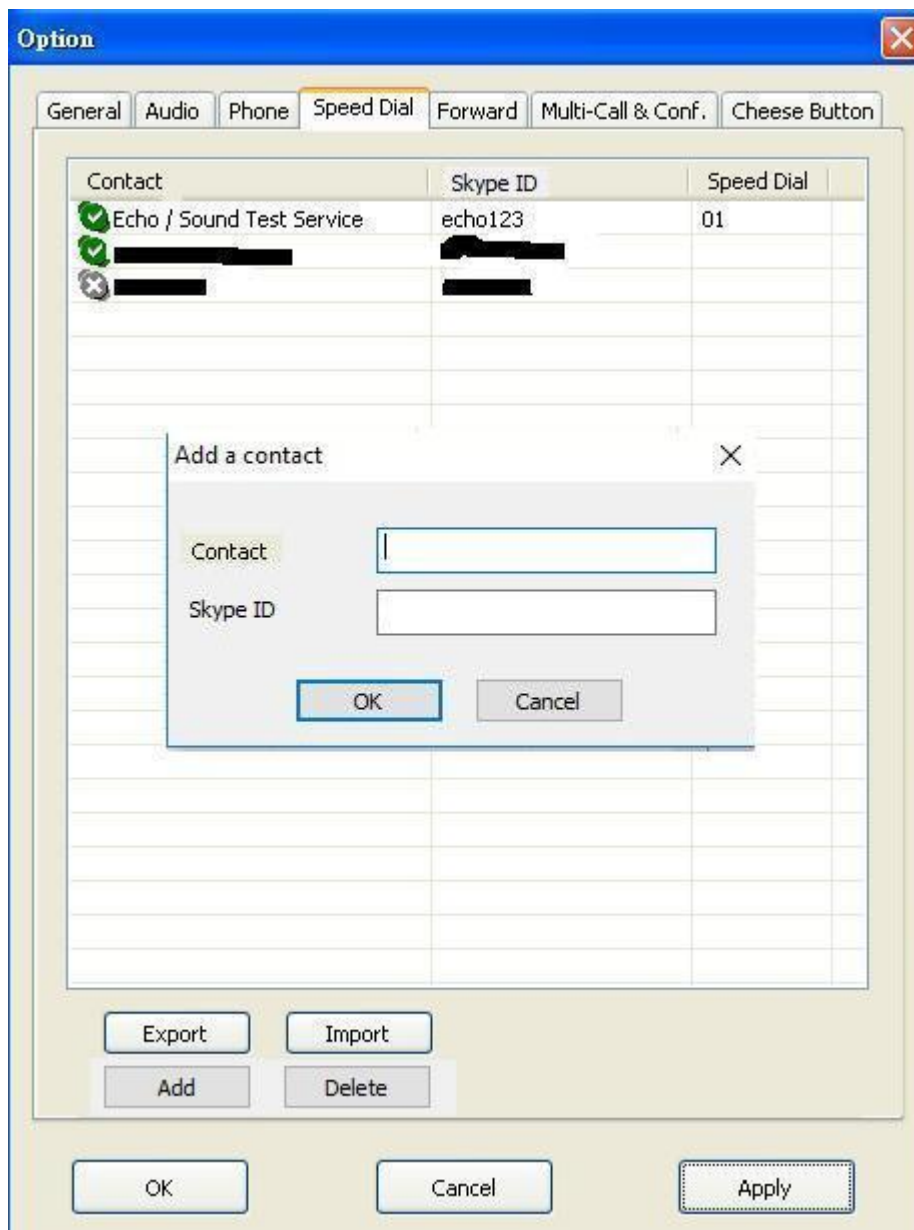 Option
General Audio Phone Speed Dial Forward Multi-Call & Conf. Cheese Button
Contact Skype ID Speed Dial
Echo / Sound Test Service echo123 01
Add a contact
Contact
Skype ID
OK Cancel
Export Import
Add Delete
OK Cancel Apply